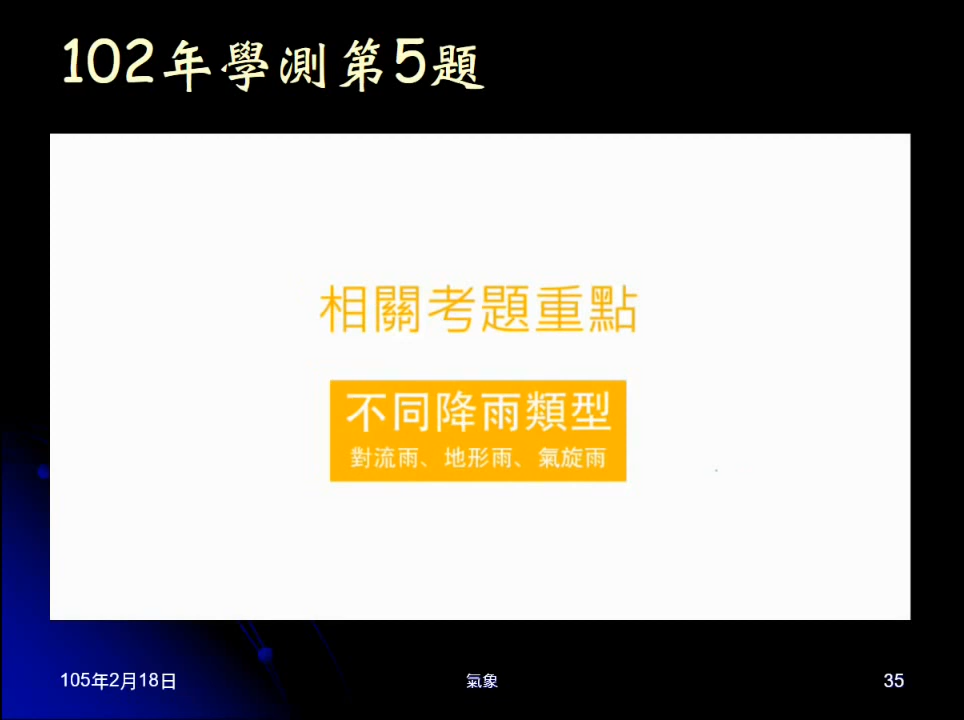 102年學測第5題
相關考題重點
不同降雨類型
對流雨、地形雨、氣旋雨
105年2月18日
氣象
35